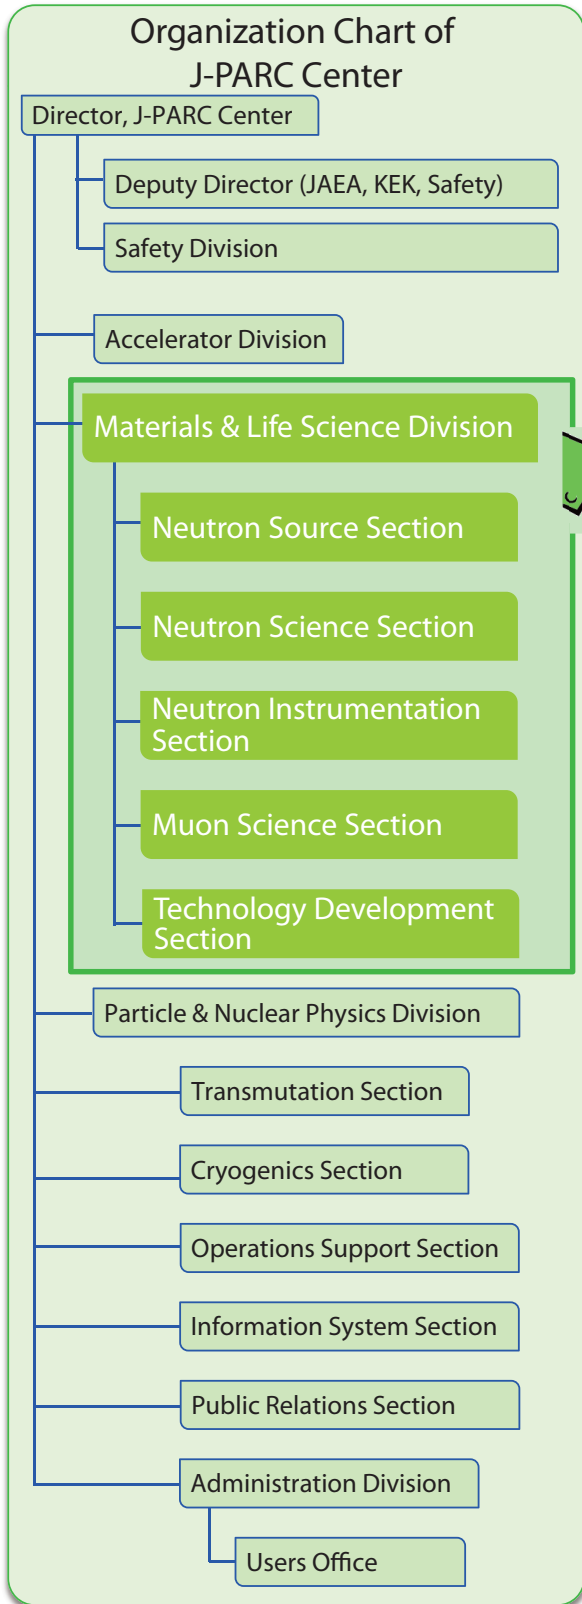 Organization Chart of
J-PARC Center
Director, J-PARC Center
Deputy Director (JAEA, KEK, Safety)
Safety Division
Accelerator Division
Materials & Life Science Division
Neutron Source Section
Neutron Science Section
Neutron Instrumentation
Section
Muon Science Section
Technology Development
Section
Particle & Nuclear Physics Division
Transmutation Section
Cryogenics Section
Operations Support Section
Information System Section
Public Relations Section
Administration Division
Users Office